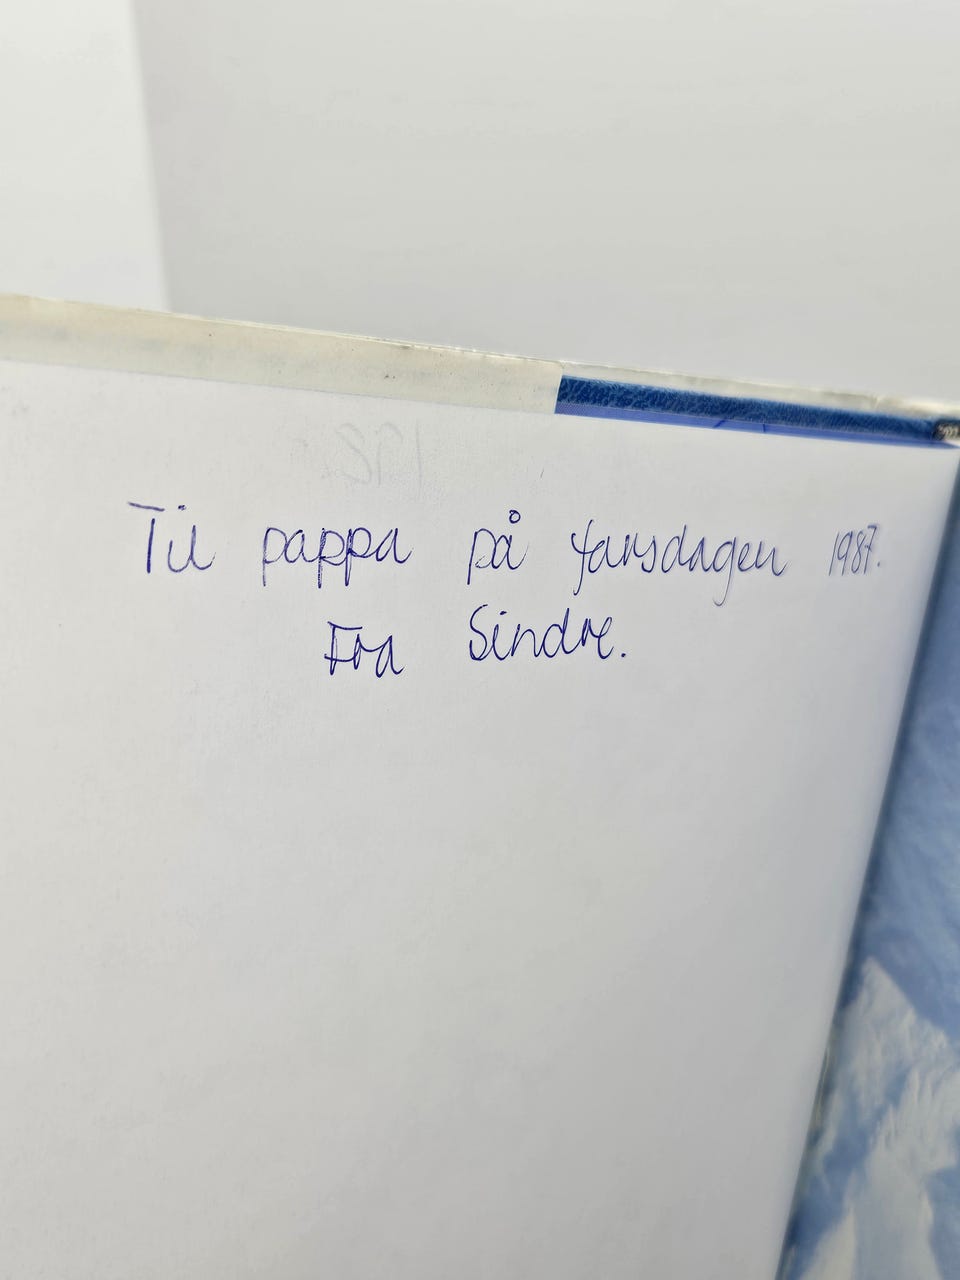 Til pappa på farsdagen 1987.
Fra Sindre.